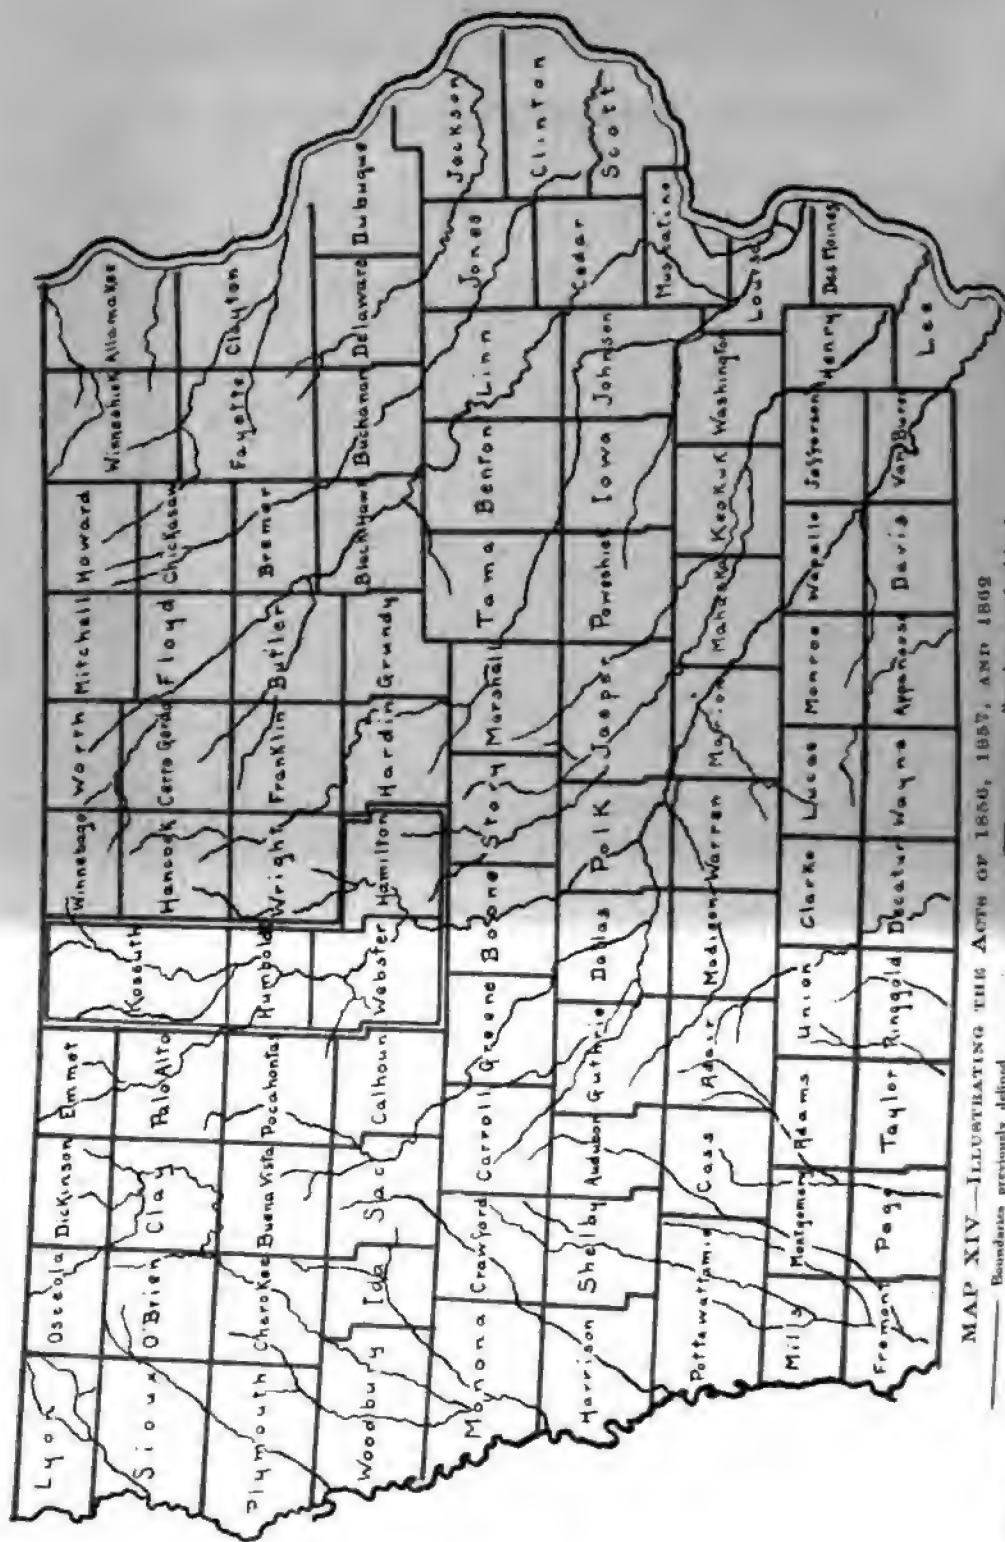 Lyon
Osceola
Dickinson
Emmet
Kossuth
Winnebago
Worth
Mitchell
Howard
Winneshiek
Allamakee
Sioux
O'Brien
Clay
Palo Alto
Hancock
Cerro Gordo
Floyd
Chickasaw
Fayette
Clayton
Plymouth
Cherokee
Buena Vista
Pocahontas
Humboldt
Wright
Franklin
Butler
Bremer
Woodbury
Ida
Sac
Calhoun
Webster
Hamilton
Hardin
Grundy
Black Hawk
Buchanan
Delaware
Dubuque
Monona
Crawford
Carroll
Greene
Boone
Story
Marshall
Tama
Benton
Linn
Jones
Jackson
Clinton
Harrison
Shelby
Audubon
Guthrie
Dallas
Polk
Jasper
Poweshiek
Iowa
Johnson
Cedar
Scott
Pottawattamie
Cass
Adair
Madison
Warren
Marion
Mahaska
Keokuk
Washington
Muscatine
Louisa
Mills
Montgomery
Adams
Union
Clarke
Lucas
Monroe
Wapello
Jefferson
Henry
Des Moines
Fremont
Page
Taylor
Ringgold
Decatur
Wayne
Appanoose
Davis
Van Buren
Lee
MAP XIV—ILLUSTRATING THE ACTS OF 1856, 1857, AND 1862
Boundaries previously defined